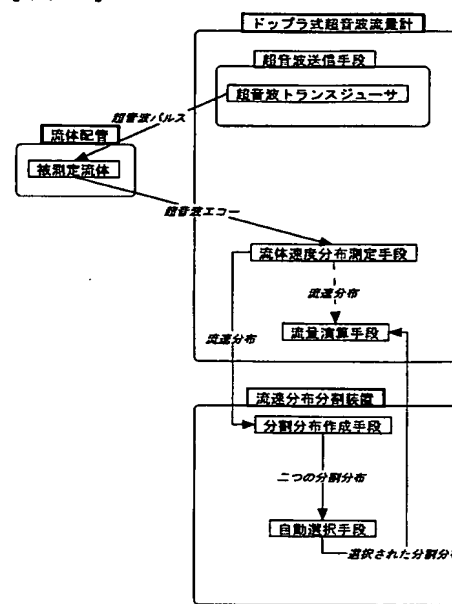 ドップラ式超音波流量計
超音波送信手段
超音波トランスジューサ
超音波パルス
流体配管
被測定流体
超音波エコー
流体速度分布測定手段
流速分布
流速分布
流量演算手段
流速分布分割装置
分割分布作成手段
二つの分割分布
自動選択手段
選択された分割分布